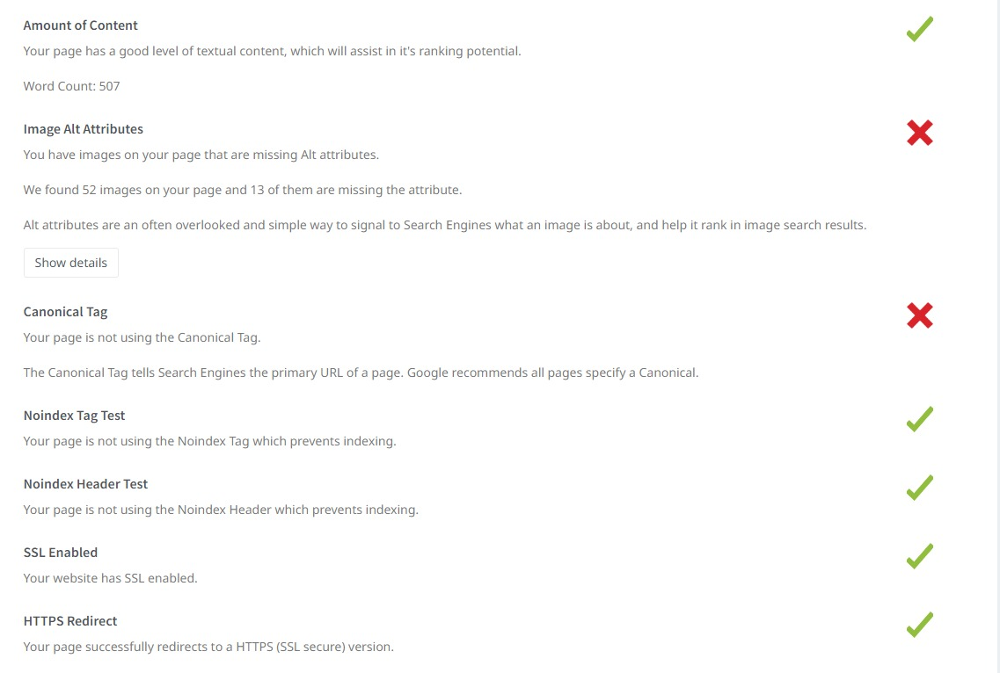 Amount of Content
Your page has a good level of textual content, which will assist in it's ranking potential.
Word Count: 507
Image Alt Attributes
You have images on your page that are missing Alt attributes.
We found 52 images on your page and 13 of them are missing the attribute.
Alt attributes are an often overlooked and simple way to signal to Search Engines what an image is about, and help it rank in image search results.
Show details
Canonical Tag
Your page is not using the Canonical Tag.
The Canonical Tag tells Search Engines the primary URL of a page. Google recommends all pages specify a Canonical.
Noindex Tag Test
Your page is not using the Noindex Tag which prevents indexing.
Noindex Header Test
Your page is not using the Noindex Header which prevents indexing.
SSL Enabled
Your website has SSL enabled.
HTTPS Redirect
Your page successfully redirects to a HTTPS (SSL secure) version.